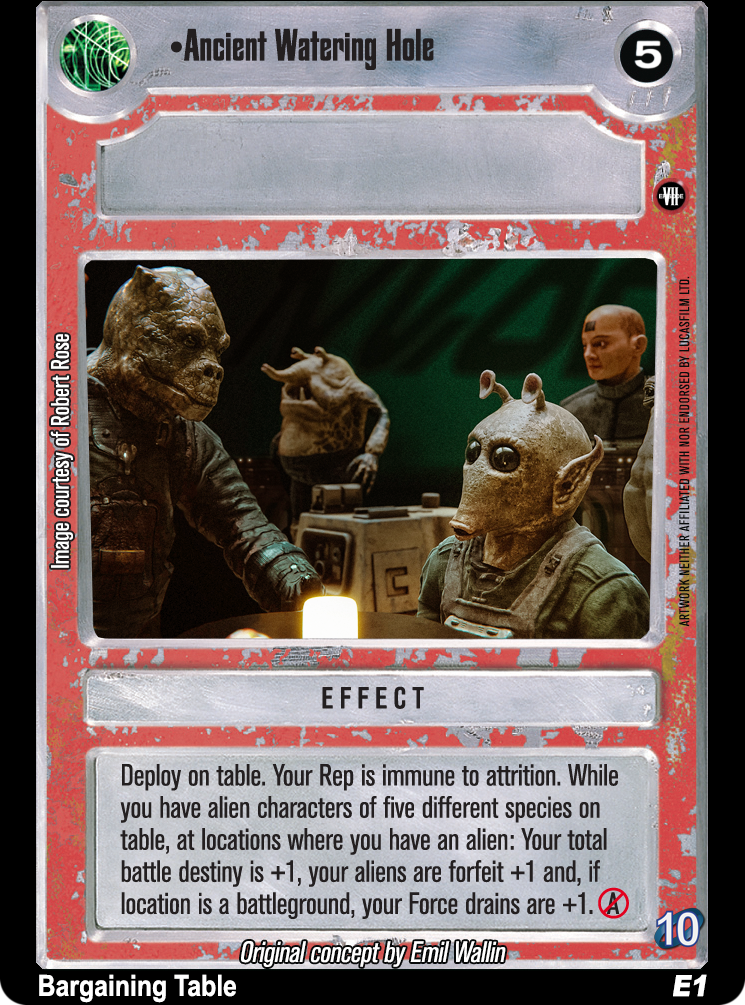 •Ancient Watering Hole
5
EPISODE
VII
Image courtesy of Robert Rose
ARTWORK NEITHER AFFILIATED WITH NOR ENDORSED BY LUCASFILM LTD.
EFFECT
Deploy on table. Your Rep is immune to attrition. While
you have alien characters of five different species on
table, at locations where you have an alien: Your total
battle destiny is +1, your aliens are forfeit +1 and, if
location is a battleground, your Force drains are +1. A
10
Original concept by Emil Wallin
Bargaining Table
E1